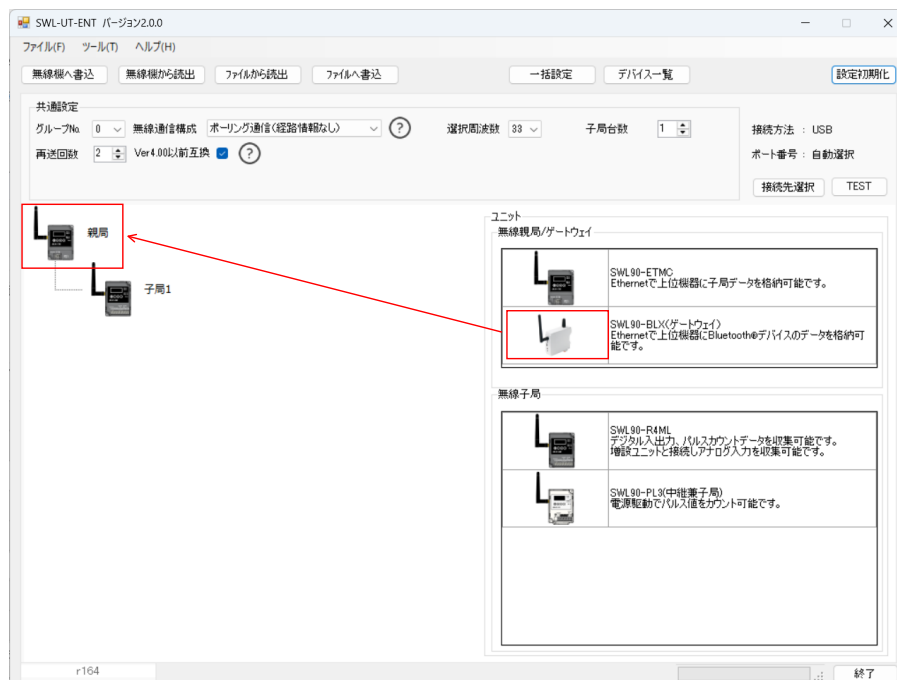 SWL-UT-ENT バージョン2.0.0
ファイル(F) ツール(T) ヘルプ(H)
無線機へ書込 無線機から読出 ファイルから読出 ファイルへ書込 一括設定 デバイス一覧 設定初期化
共通設定
グループNo. 0 無線通信構成 ポーリング通信(経路情報なし) ? 選択周波数 33 子局台数 1
再送回数 2 Ver4.00以前互換 ?
接続方法 : USB
ポート番号 : 自動選択
接続先選択 TEST
親局
子局1
ユニット
無線親局/ゲートウェイ
SWL90-ETMC
Ethernetで上位機器に子局データを格納可能です。
SWL90-BLX(ゲートウェイ)
Ethernetで上位機器にBluetooth®デバイスのデータを格納可
能です。
無線子局
SWL90-R4ML
デジタル入出力、パルスカウントデータを収集可能です。
増設ユニットと接続しアナログ入力を収集可能です。
SWL90-PL3(中継兼子局)
電源駆動でパルス値をカウント可能です。
r164
終了